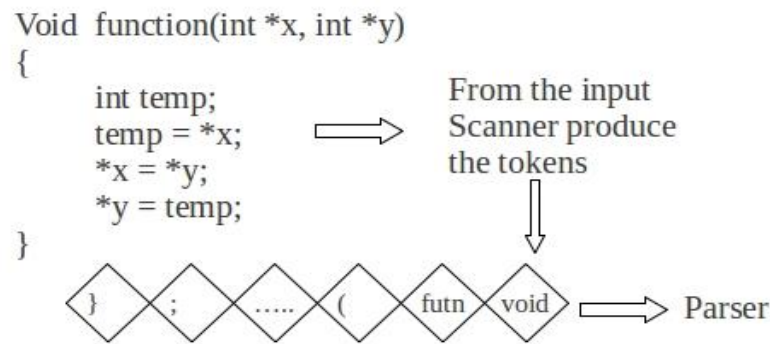 Void function(int *x, int *y)
{
int temp;
temp = *x;
*x = *y;
*y = temp;
}
From the input
Scanner produce
the tokens
} ; ..... ( futn void
Parser